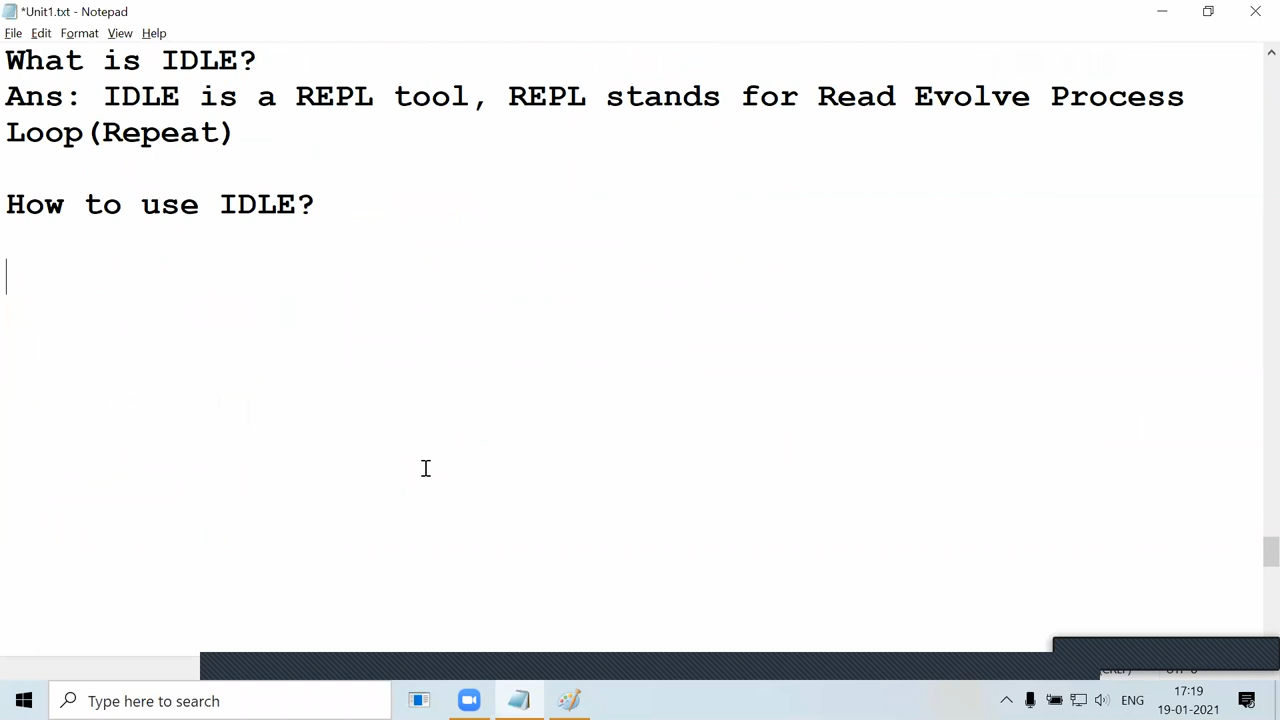 *Unit1.txt - Notepad
File Edit Format View Help
What is IDLE?
Ans: IDLE is a REPL tool, REPL stands for Read Evolve Process
Loop(Repeat)
How to use IDLE?
Type here to search
ENG
17:19
19-01-2021